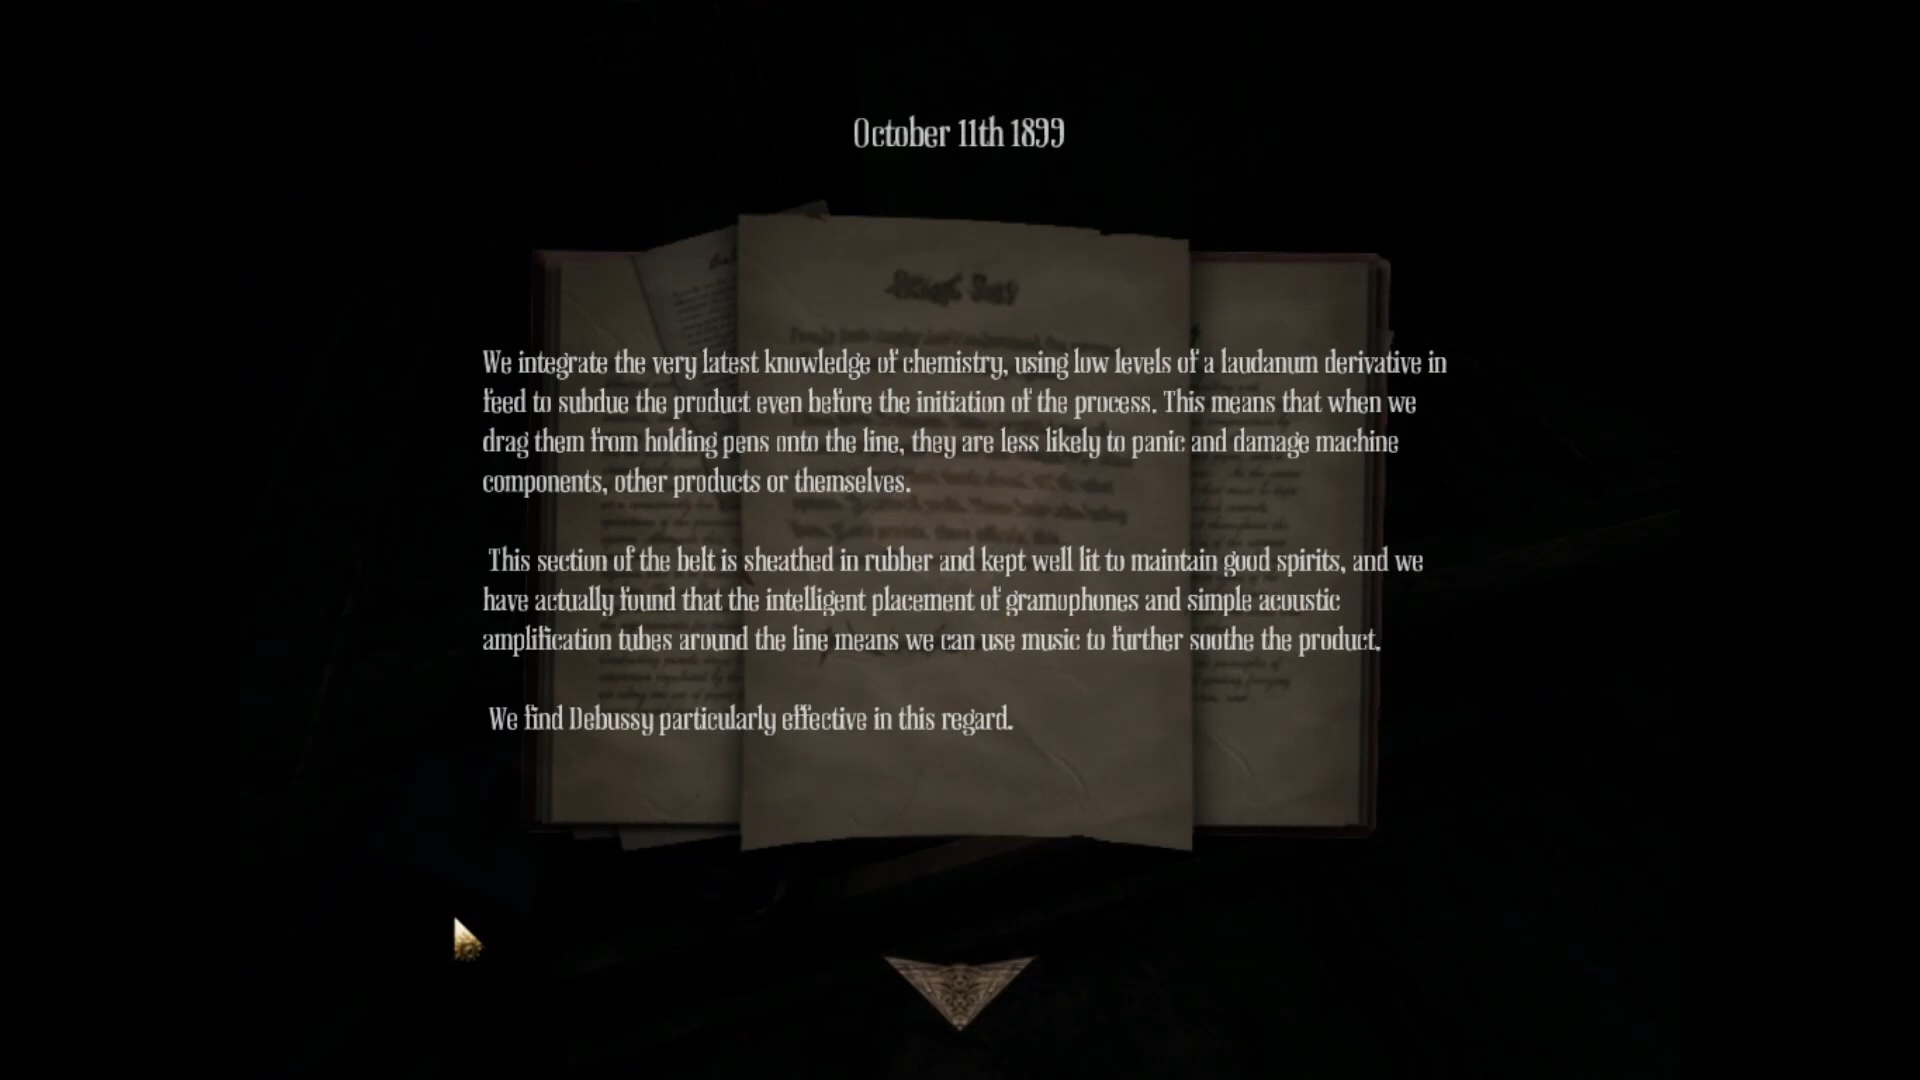 October 11th 1899
We integrate the very latest knowledge of chemistry, using low levels of a laudanum derivative in
feed to subdue the product even before the initiation of the process. This means that when we
drag them from holding pens onto the line, they are less likely to panic and damage machine
components, other products or themselves.
This section of the belt is sheathed in rubber and kept well lit to maintain good spirits, and we
have actually found that the intelligent placement of gramophones and simple acoustic
amplification tubes around the line means we can use music to further soothe the product.
We find Debussy particularly effective in this regard.